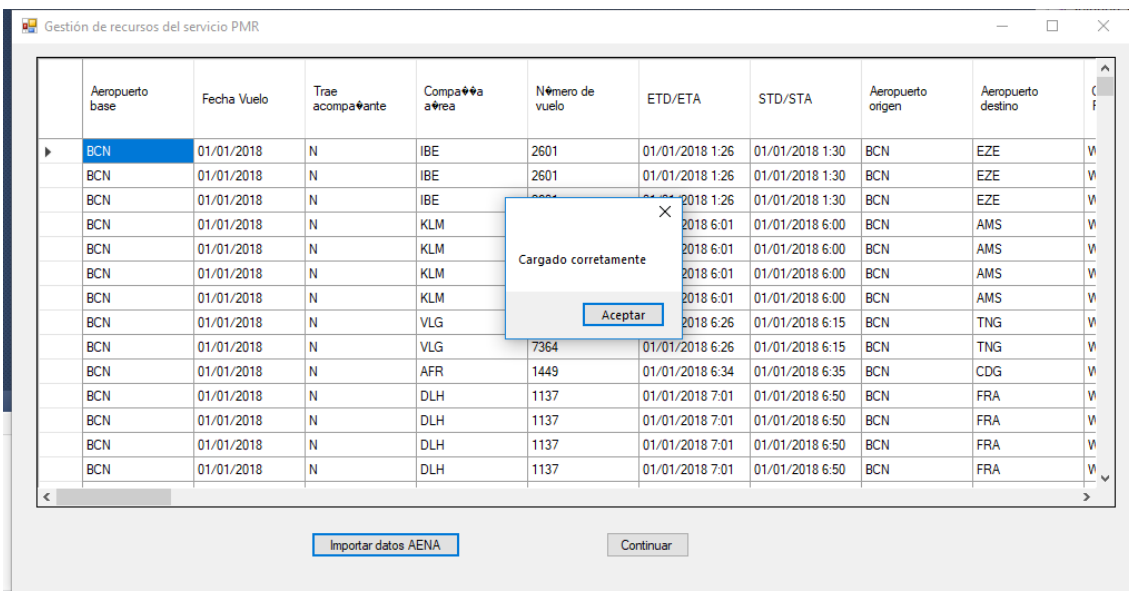 Gestión de recursos del servicio PMR
Aeropuerto base Fecha Vuelo Trae acompa�ante Compa��a a�rea N�mero de vuelo ETD/ETA STD/STA Aeropuerto origen Aeropuerto destino
BCN 01/01/2018 N IBE 2601 01/01/2018 1:26 01/01/2018 1:30 BCN EZE
BCN 01/01/2018 N IBE 2601 01/01/2018 1:26 01/01/2018 1:30 BCN EZE
BCN 01/01/2018 N IBE 2018 1:26 01/01/2018 1:30 BCN EZE
BCN 01/01/2018 N KLM 2018 6:01 01/01/2018 6:00 BCN AMS
BCN 01/01/2018 N KLM 2018 6:01 01/01/2018 6:00 BCN AMS
BCN 01/01/2018 N KLM 2018 6:01 01/01/2018 6:00 BCN AMS
BCN 01/01/2018 N KLM 2018 6:01 01/01/2018 6:00 BCN AMS
BCN 01/01/2018 N VLG 2018 6:26 01/01/2018 6:15 BCN TNG
BCN 01/01/2018 N VLG 7364 01/01/2018 6:26 01/01/2018 6:15 BCN TNG
BCN 01/01/2018 N AFR 1449 01/01/2018 6:34 01/01/2018 6:35 BCN CDG
BCN 01/01/2018 N DLH 1137 01/01/2018 7:01 01/01/2018 6:50 BCN FRA
BCN 01/01/2018 N DLH 1137 01/01/2018 7:01 01/01/2018 6:50 BCN FRA
BCN 01/01/2018 N DLH 1137 01/01/2018 7:01 01/01/2018 6:50 BCN FRA
BCN 01/01/2018 N DLH 1137 01/01/2018 7:01 01/01/2018 6:50 BCN FRA
Cargado corretamente
Aceptar
Importar datos AENA Continuar